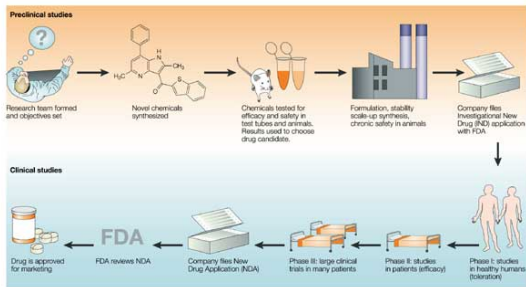 Preclinical studies
?
Research team formed
and objectives set
Novel chemicals
synthesized
Chemicals tested for
efficacy and safety in
test tubes and animals.
Results used to choose
drug candidate.
Formulation, stability
scale-up synthesis,
chronic safety in animals
Company files
Investigational New
Drug (IND) application
with FDA
Clinical studies
Drug is approved
for marketing
FDA
FDA reviews NDA
Company files New
Drug Application (NDA)
Phase III: large clinical
trials in many patients
Phase II: studies
in patients (efficacy)
Phase I: studies
in healthy humans
(toleration)